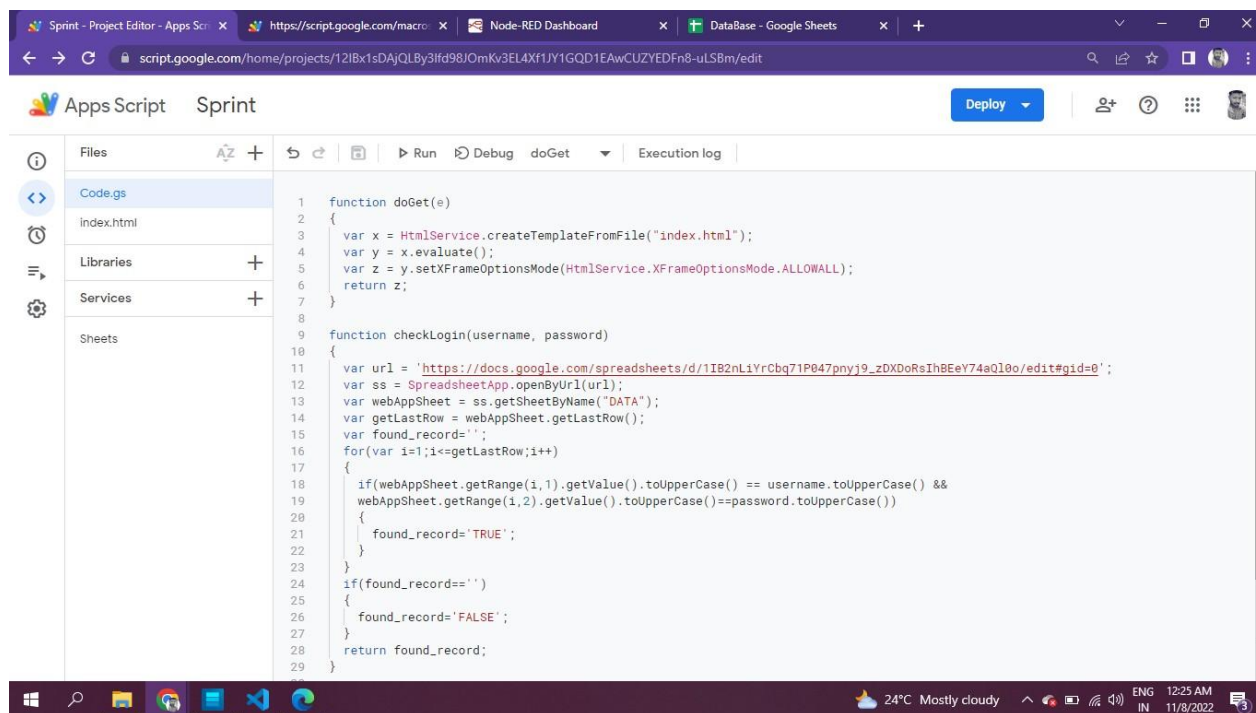 Sprint - Project Editor - Apps Scri
https://script.google.com/macro
Node-RED Dashboard
DataBase - Google Sheets
script.google.com/home/projects/12IBx1sDAjQLBy3lfd98JOmKv3EL4Xf1JY1GQD1EAwCUZYEDFn8-uLSBm/edit
Apps Script Sprint
Deploy
Files AZ
Run Debug doGet Execution log
Code.gs
index.html
Libraries
Services
Sheets
1 function doGet(e)
2 {
3 var x = HtmlService.createTemplateFromFile("index.html");
4 var y = x.evaluate();
5 var z = y.setXFrameOptionsMode(HtmlService.XFrameOptionsMode.ALLOWALL);
6 return z;
7 }
8
9 function checkLogin(username, password)
10 {
11 var url = 'https://docs.google.com/spreadsheets/d/1IB2nLiYrCbq71P047pnyj9_zDXDoRsIhBEeY74aQl0o/edit#gid=0';
12 var ss = SpreadsheetApp.openByUrl(url);
13 var webAppSheet = ss.getSheetByName("DATA");
14 var getLastRow = webAppSheet.getLastRow();
15 var found_record='';
16 for(var i=1;i<=getLastRow;i++)
17 {
18 if(webAppSheet.getRange(i,1).getValue().toUpperCase() == username.toUpperCase() &&
19 webAppSheet.getRange(i,2).getValue().toUpperCase()==password.toUpperCase())
20 {
21 found_record='TRUE';
22 }
23 }
24 if(found_record=='')
25 {
26 found_record='FALSE';
27 }
28 return found_record;
29 }
24°C Mostly cloudy
ENG
IN
12:25 AM
11/8/2022
3